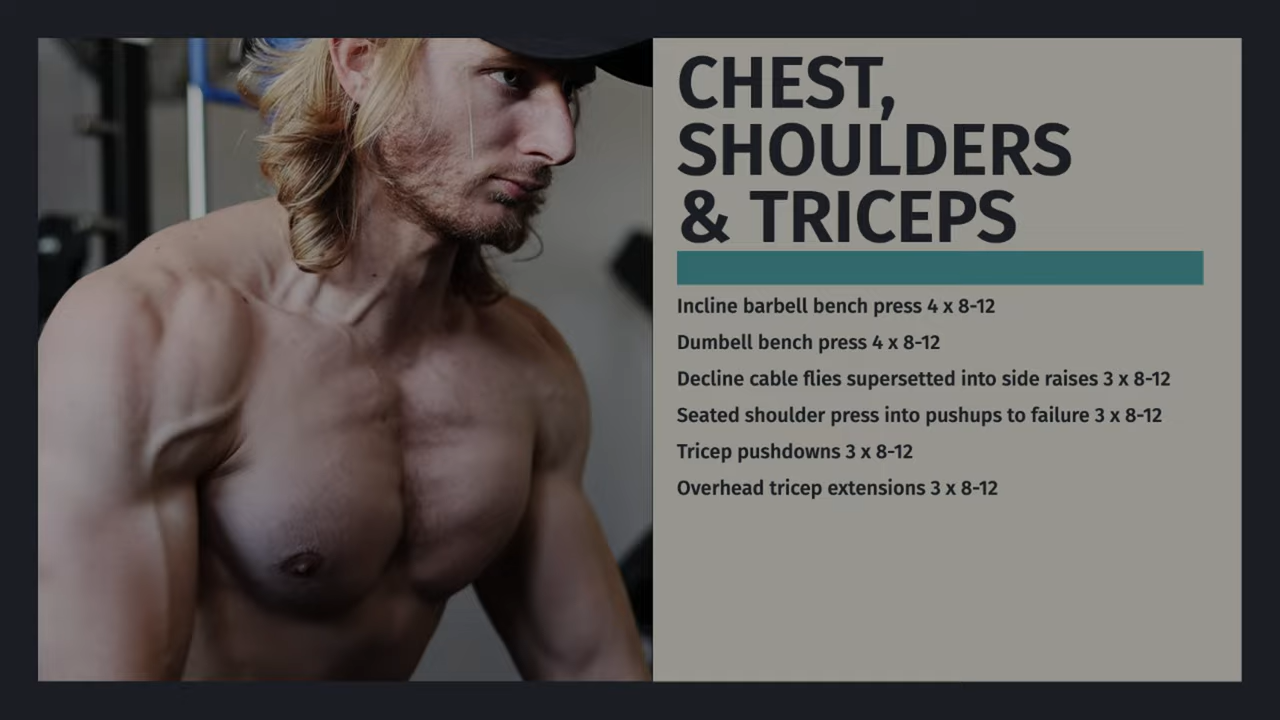 CHEST,
SHOULDERS
& TRICEPS
Incline barbell bench press 4 x 8-12
Dumbell bench press 4 x 8-12
Decline cable flies supersetted into side raises 3 x 8-12
Seated shoulder press into pushups to failure 3 x 8-12
Tricep pushdowns 3 x 8-12
Overhead tricep extensions 3 x 8-12